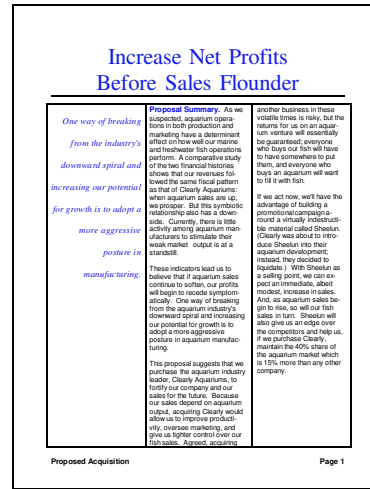 Increase Net Profits
Before Sales Flounder
One way of breaking
from the industry's
downward spiral and
increasing our potential
for growth is to adopt a
more aggressive
posture in
manufacturing.
Proposal Summary. As we
suspected, aquarium opera-
tions in both production and
marketing have a determinant
effect on how well our marine
and freshwater fish operations
perform. A comparative study
of the two financial histories
shows that our revenues fol-
lowed the same fiscal pattern
as that of Clearly Aquariums:
when aquarium sales are up,
we prosper. But this symbiotic
relationship also has a down-
side. Currently, there is little
activity among aquarium man-
ufacturers to stimulate their
weak market output is at a
standstill.
These indicators lead us to
believe that if aquarium sales
continue to soften, our profits
will begin to recede symptom-
atically. One way of breaking
from the aquarium industry's
downward spiral and increasing
our potential for growth is to
adopt a more aggressive
posture in aquarium manufac-
turing.
This proposal suggests that we
purchase the aquarium industry
leader, Clearly Aquariums, to
fortify our company and our
sales for the future. Because
our sales depend on aquarium
output, acquiring Clearly would
allow us to improve producti-
vity, oversee marketing, and
give us tighter control over our
fish sales. Agreed, acquiring
another business in these
volatile times is risky, but the
returns for us on an aquar-
ium venture will essentially
be guaranteed; everyone
who buys our fish will have
to have somewhere to put
them, and everyone who
buys an aquarium will want
to fill it with fish.
If we act now, we'll have the
advantage of building a
promotional campaign a-
round a virtually indestructi-
ble material called Sheelun.
(Clearly was about to intro-
duce Sheelun into their
aquarium development;
instead, they decided to
liquidate.) With Sheelun as
a selling point, we can ex-
pect an immediate, albeit
modest, increase in sales.
And, as aquarium sales be-
gin to rise, so will our fish
sales in turn. Sheelun will
also give us an edge over
the competitors and help us,
if we purchase Clearly,
maintain the 40% share of
the aquarium market which
is 15% more than any other
company.
Proposed Acquisition
Page 1